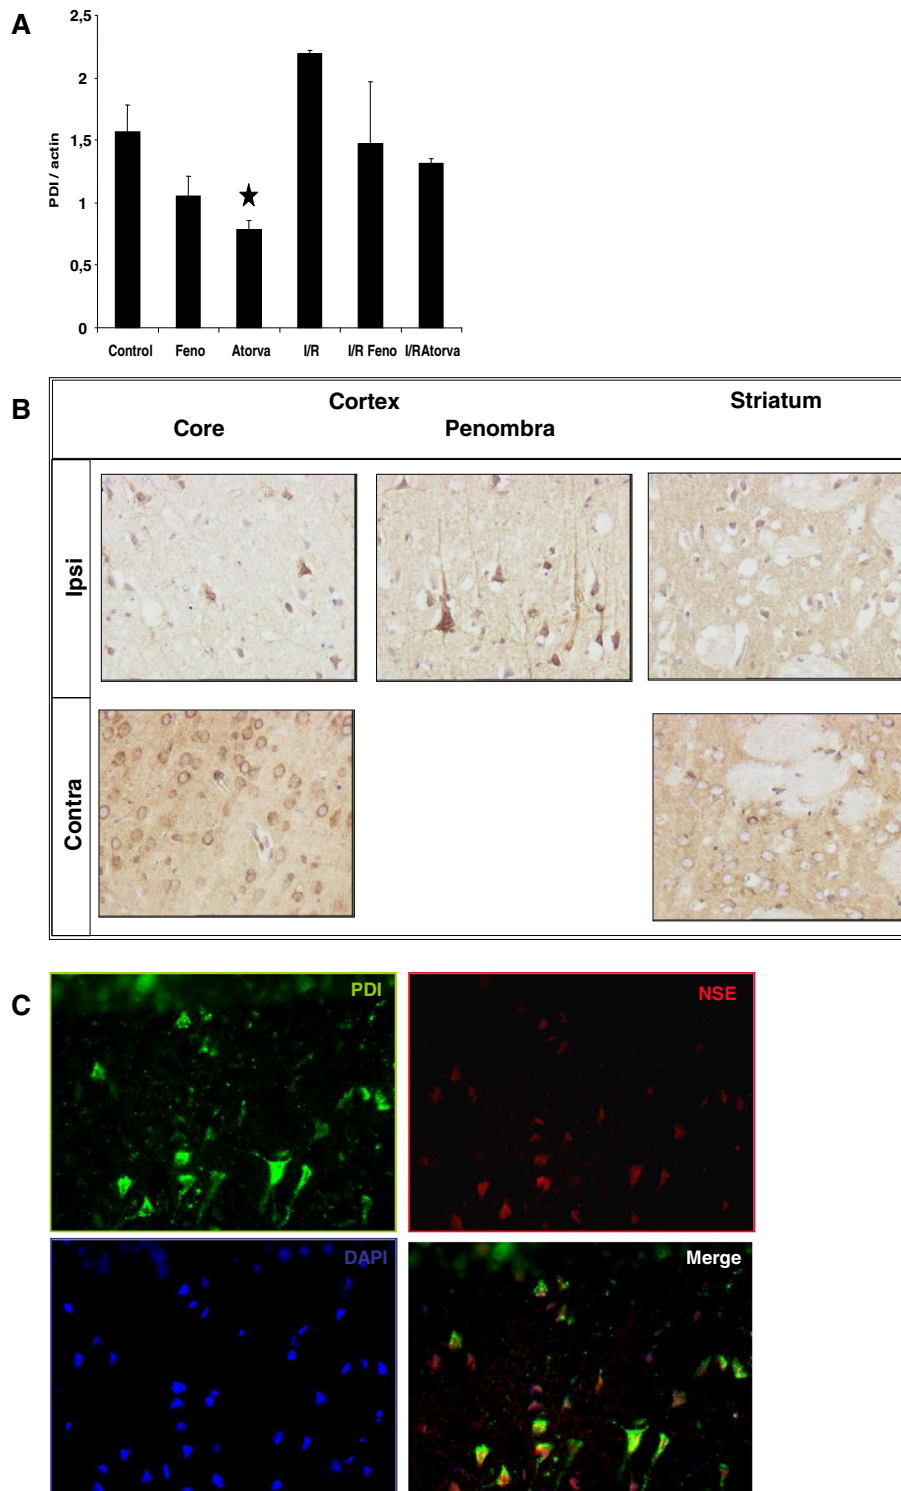 A
2,5
2
1,5
1
0,5
0
PDI / actin
Control Feno Atorva I/R I/R Feno I/RAtorva
B
Cortex Striatum
Core Penombra
Ipsi
Contra
C
PDI
NSE
DAPI
Merge